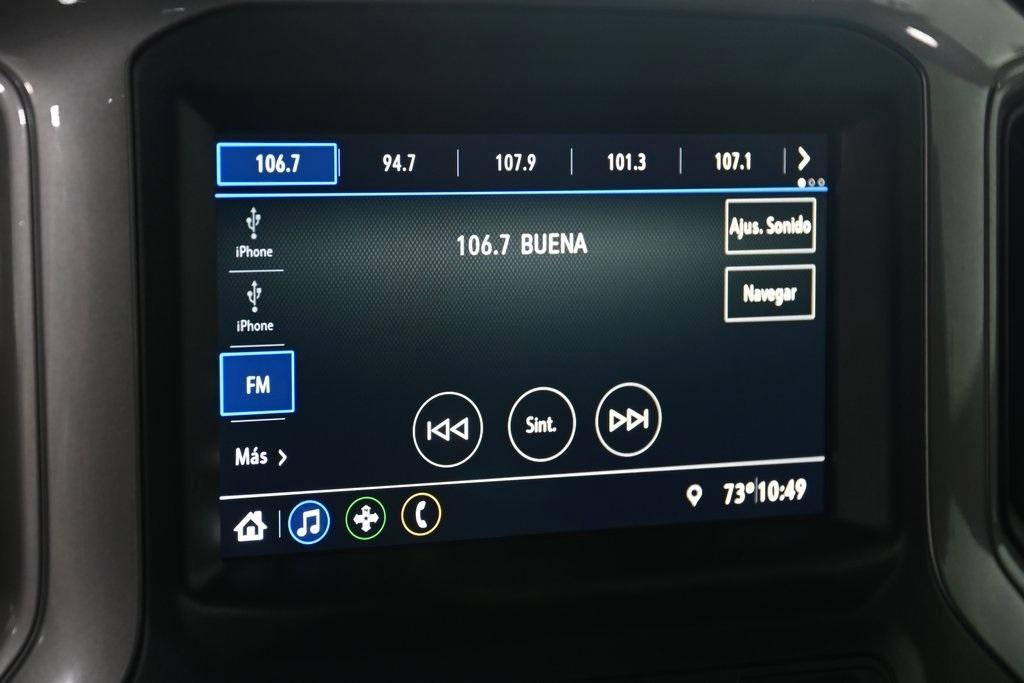 106.7 94.7 107.9 101.3 107.1
iPhone
106.7 BUENA
Ajus. Sonido
iPhone
Navegar
FM
Sint.
Más
73° 10:49